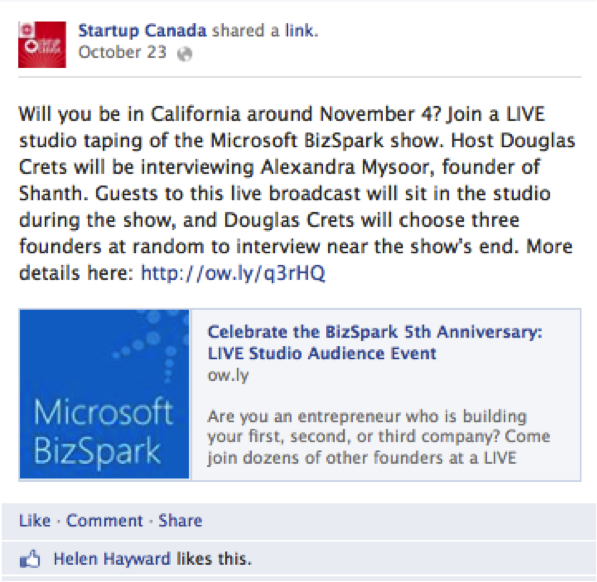 Startup Canada shared a link.
October 23
Will you be in California around November 4? Join a LIVE
studio taping of the Microsoft BizSpark show. Host Douglas
Crets will be interviewing Alexandra Mysoor, founder of
Shanth. Guests to this live broadcast will sit in the studio
during the show, and Douglas Crets will choose three
founders at random to interview near the show's end. More
details here: http://ow.ly/q3rHQ
Microsoft
BizSpark
Celebrate the BizSpark 5th Anniversary:
LIVE Studio Audience Event
ow.ly
Are you an entrepreneur who is building
your first, second, or third company? Come
join dozens of other founders at a LIVE
Like · Comment · Share
Helen Hayward likes this.